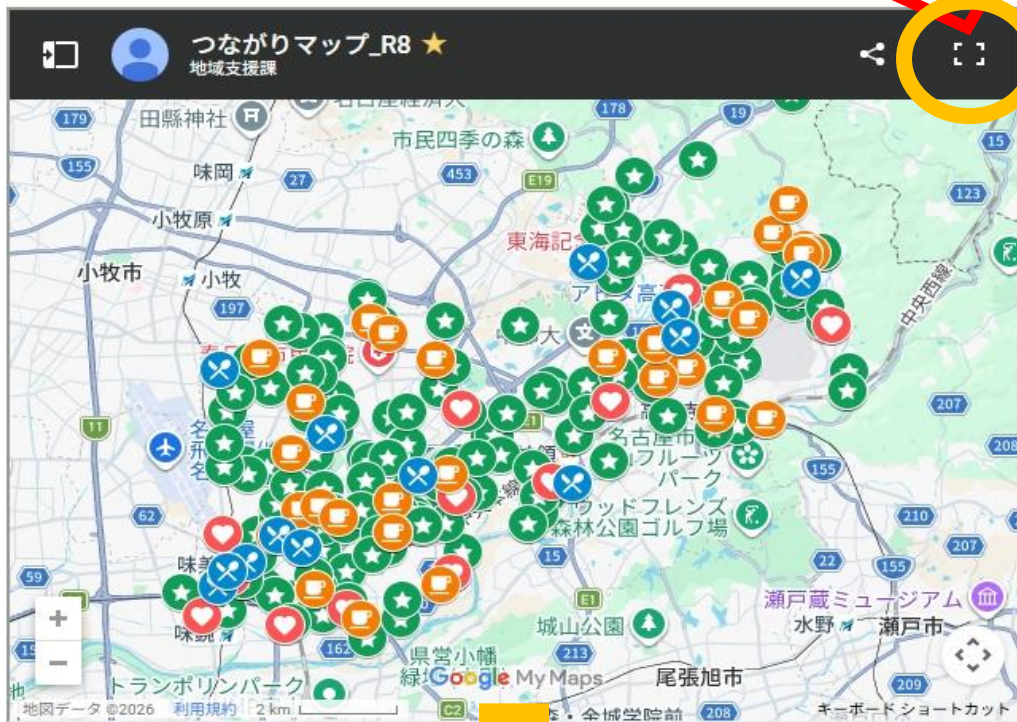 つながりマップ_R8
地域支援課
178
179
田縣神社
19
市民四季の森
15
155
味岡
27
453
E19
123
小牧原
東海記
小牧市
小牧
197
中央西線
11
207
名古屋市
フルーツ
パーク
208
155
ウッドフレンズ
森林公園ゴルフ場
62
210
15
207
22
155
59
E1
瀬戸蔵ミュージアム
城山公園
水野
瀬戸市
162
県営小幡
213
尾張旭市
Google My Maps
トランポリンパーク
209
地図データ ©2026
利用規約
2 km
C2
金城学院前
208
キーボード ショートカット